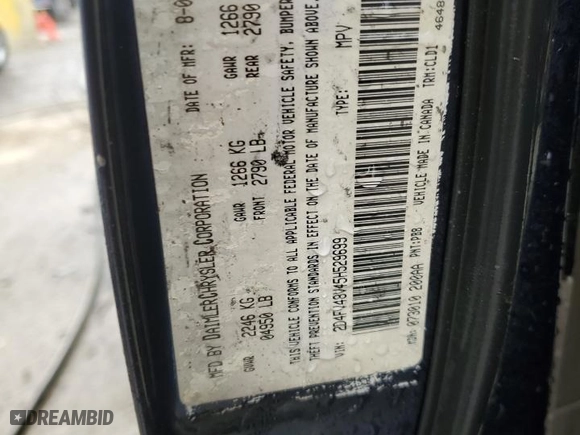 MFD BY DAIMLERCHRYSLER CORPORATION
DATE OF MFR: 8-0
GVWR 2246 KG 04950 LB
GAWR FRONT 1266 KG 2790 LB
GAWR REAR 1266 2790
THIS VEHICLE CONFORMS TO ALL APPLICABLE FEDERAL MOTOR VEHICLE SAFETY, BUMPER
THEFT PREVENTION STANDARDS IN EFFECT ON THE DATE OF MANUFACTURE SHOWN ABOVE.
VIN: TYPE: MPV
MDH: 073010 200AA PNT:PB8 VEHICLE MADE IN CANADA TRM:CLD1
4648
DREAMBID